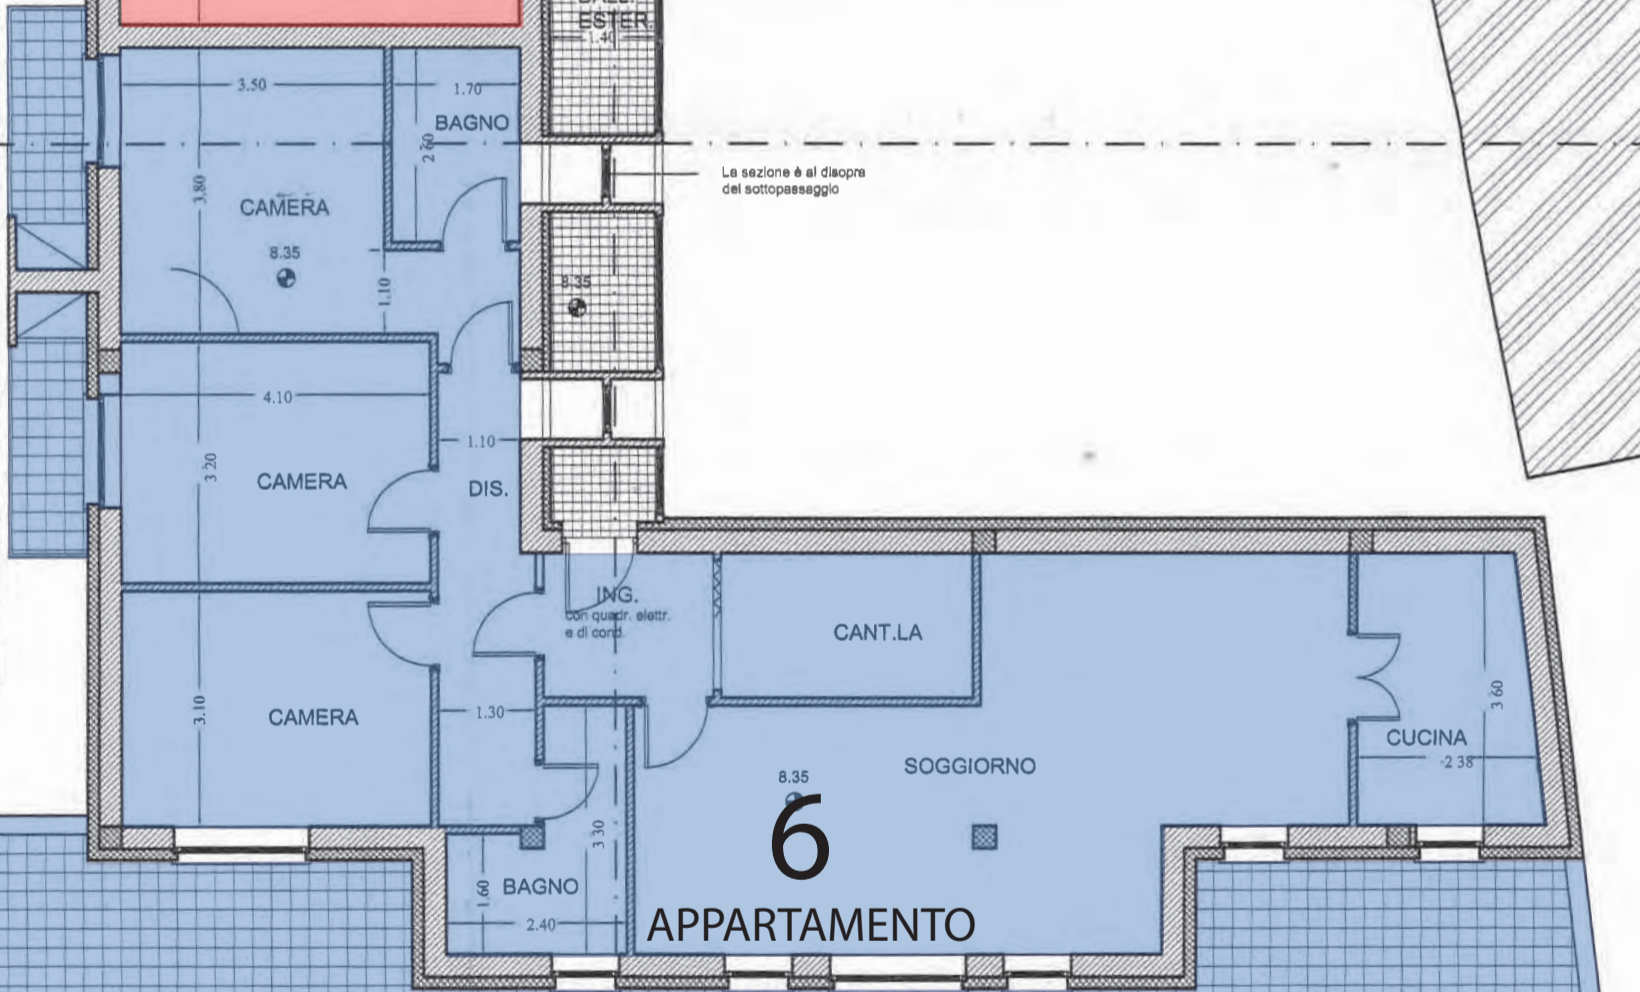 ESTER.
1.40
3.50
1.70
BAGNO
2 60
La sezione è al disopra
del sottopassaggio
3.80
CAMERA
8.35
1.10
8.35
4.10
1.10
3 20
CAMERA
DIS.
ING.
con quadr. elettr.
e di cond.
CANT.LA
3.10
CAMERA
1.30
3 60
CUCINA
-2 38
SOGGIORNO
8.35
6
APPARTAMENTO
3 30
1.60
BAGNO
2.40